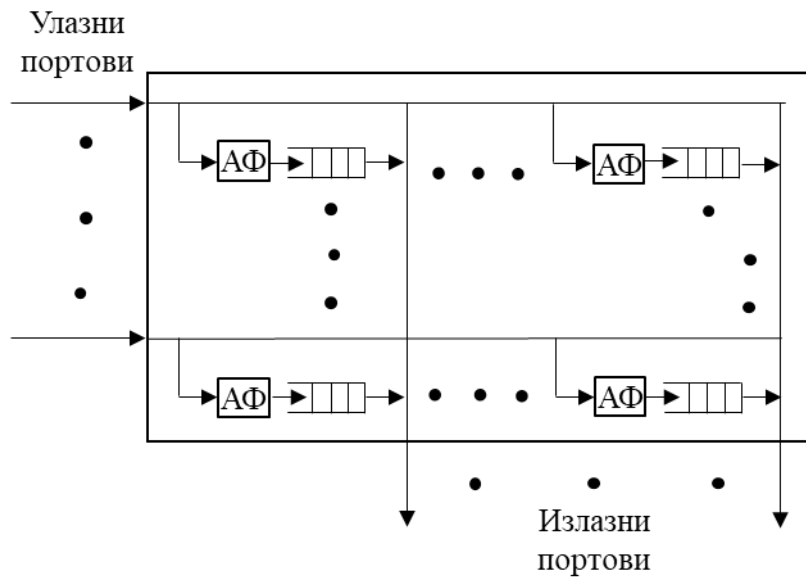 Улазни
портови
АФ
АФ
АФ
АФ
Излазни
портови